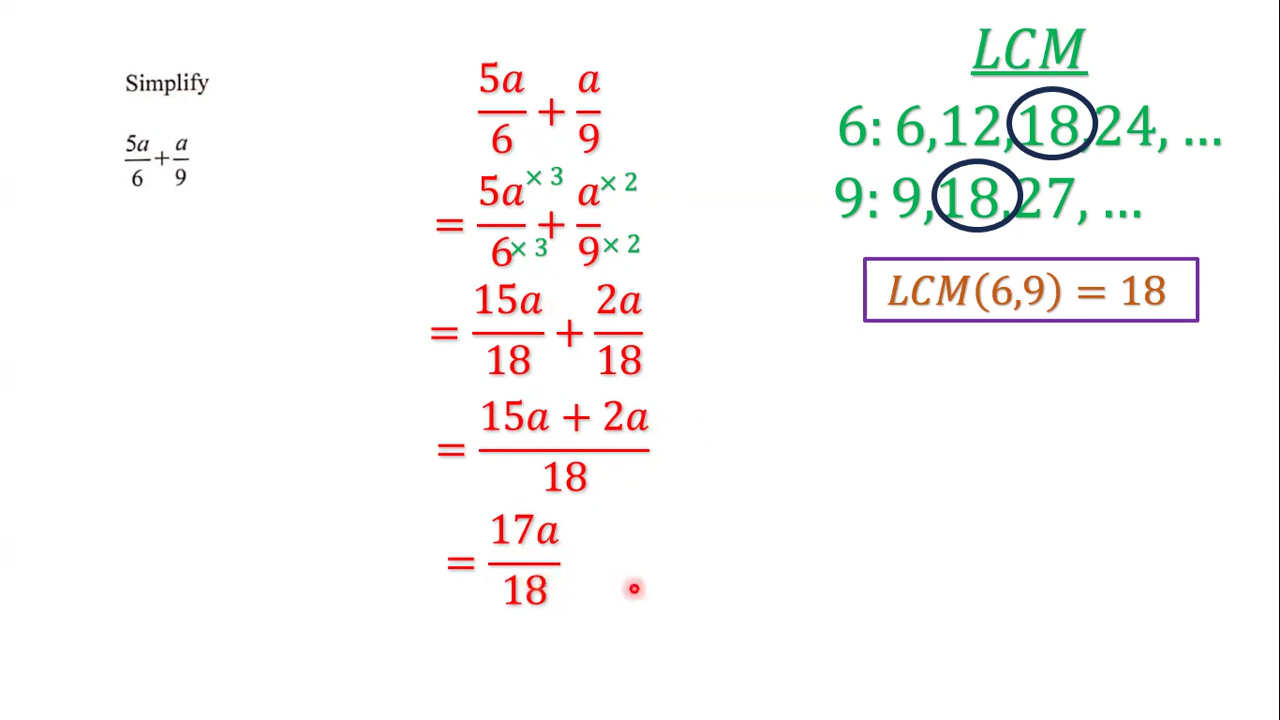 Simplify
5a/6 + a/9
5a/6 + a/9
= 5a × 3/6 × 3 + a × 2/9 × 2
= 15a/18 + 2a/18
= 15a + 2a/18
= 17a/18
LCM
6: 6,12,18,24, ...
9: 9,18,27, ...
LCM(6,9) = 18